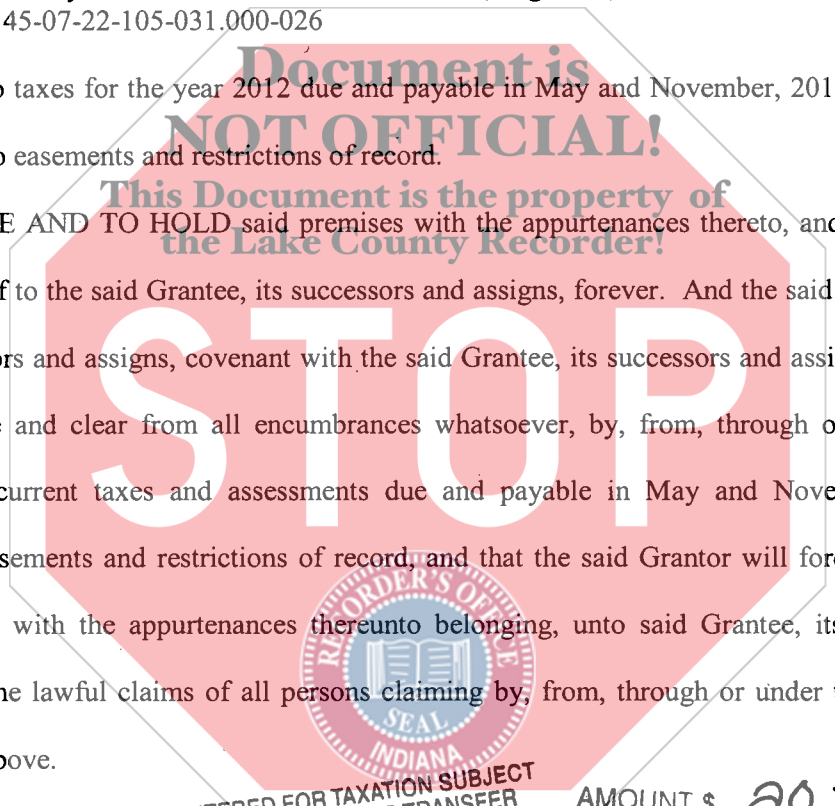 45-07-22-105-031.000-026
Document is
taxes for the year 2012 due and payable in May and November, 201
NOT OFFICIAL!
easements and restrictions of record.
This Document is the property of
E AND TO HOLD said premises with the appurtenances thereto, and
the Lake County Recorder!
f to the said Grantee, its successors and assigns, forever. And the said
ors and assigns, covenant with the said Grantee, its successors and assi
and clear from all encumbrances whatsoever, by, from, through o
STOP
current taxes and assessments due and payable in May and Nove
sements and restrictions of record, and that the said Grantor will for
with the appurtenances thereunto belonging, unto said Grantee, its
he lawful claims of all persons claiming by, from, through or under
bove.
RECORDER'S OFFICE
SEAL
INDIANA
FOR TAXATION SUBJECT
TRANSFER
AMOUNT $ 20